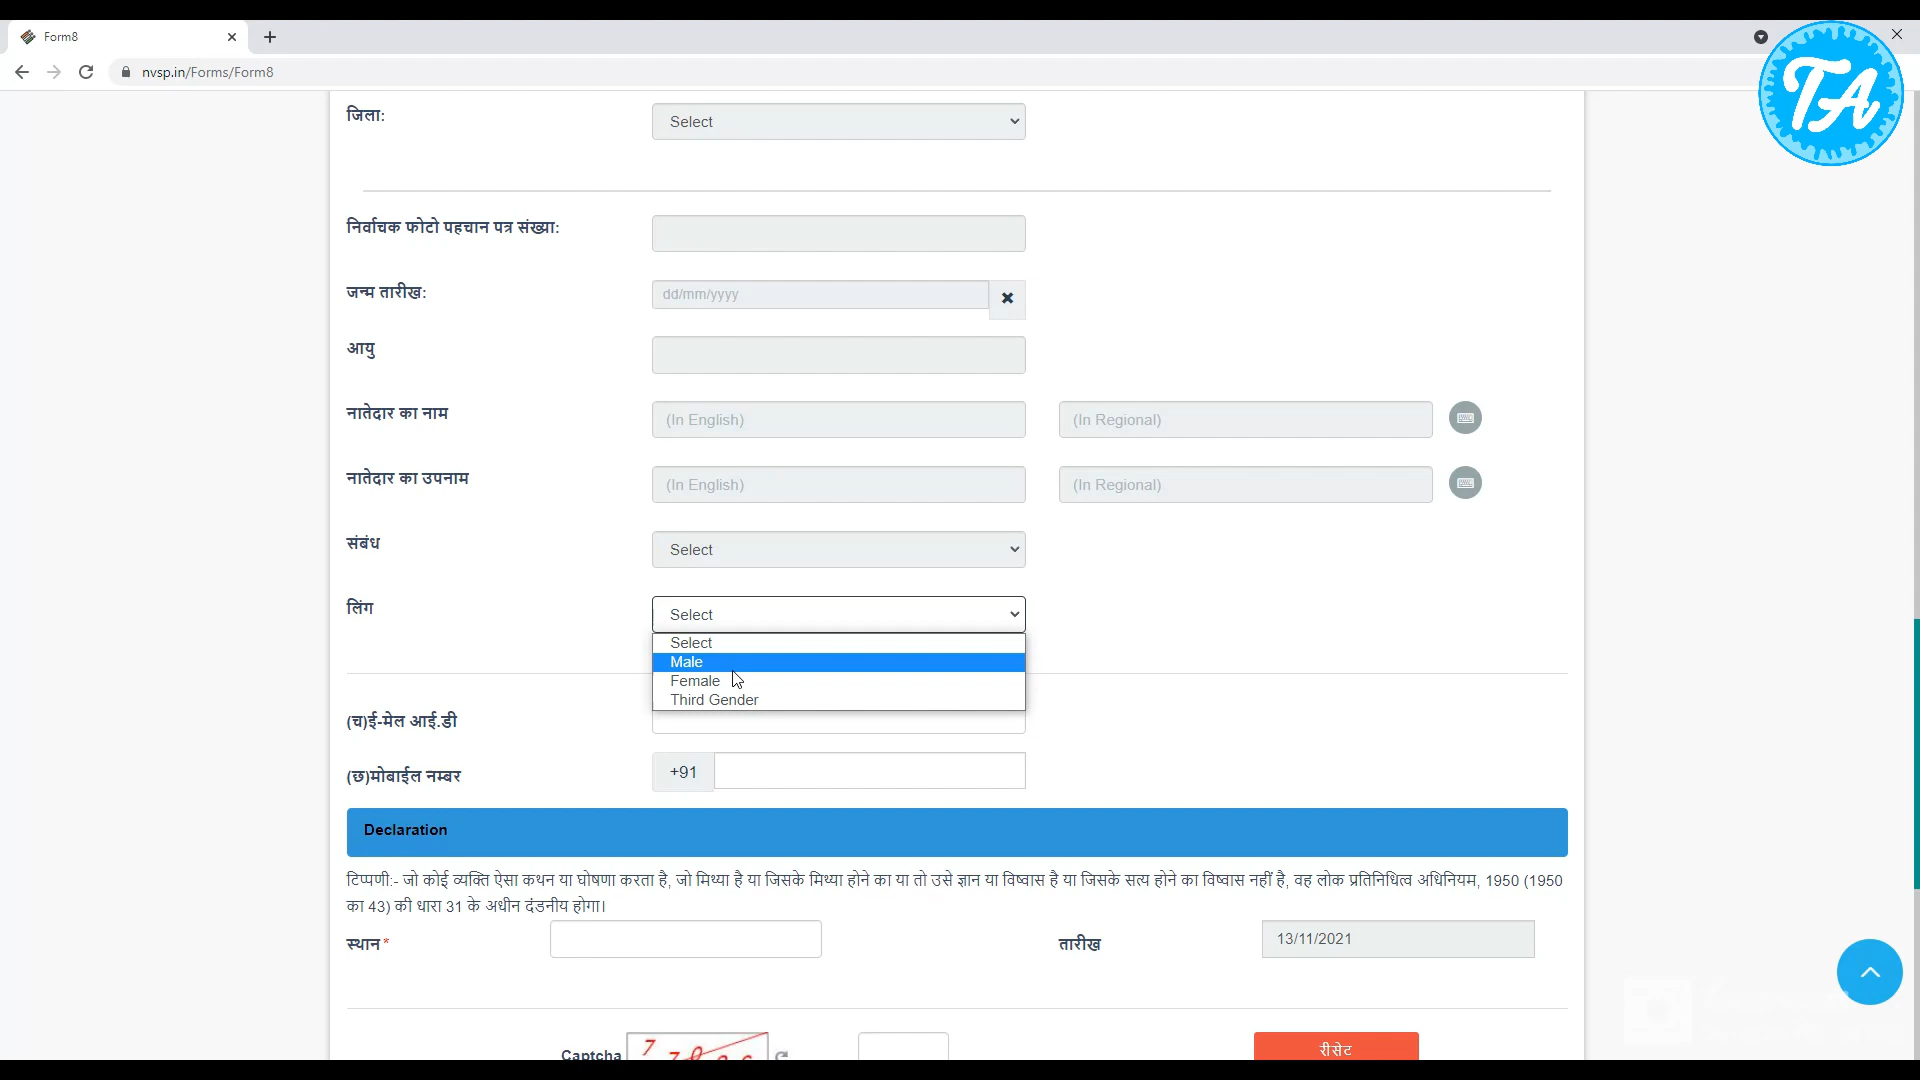 Form8
nvsp.in/Forms/Form8
TA
जिला:
Select
निर्वाचक फोटो पहचान पत्र संख्या:
जन्म तारीख:
dd/mm/yyyy
आयु
नातेदार का नाम
(In English)
(In Regional)
नातेदार का उपनाम
(In English)
(In Regional)
संबंध
Select
लिंग
Select
Select
Male
Female
Third Gender
(च)ई-मेल आई.डी
(छ)मोबाईल नम्बर
+91
Declaration
टिप्पणी:- जो कोई व्यक्ति ऐसा कथन या घोषणा करता है, जो मिथ्या है या जिसके मिथ्या होने का या तो उसे ज्ञान या विष्वास है या जिसके सत्य होने का विष्वास नहीं है, वह लोक प्रतिनिधित्व अधिनियम, 1950 (1950
का 43) की धारा 31 के अधीन दंडनीय होगा।
स्थान*
तारीख
13/11/2021
Captcha
रीसेट